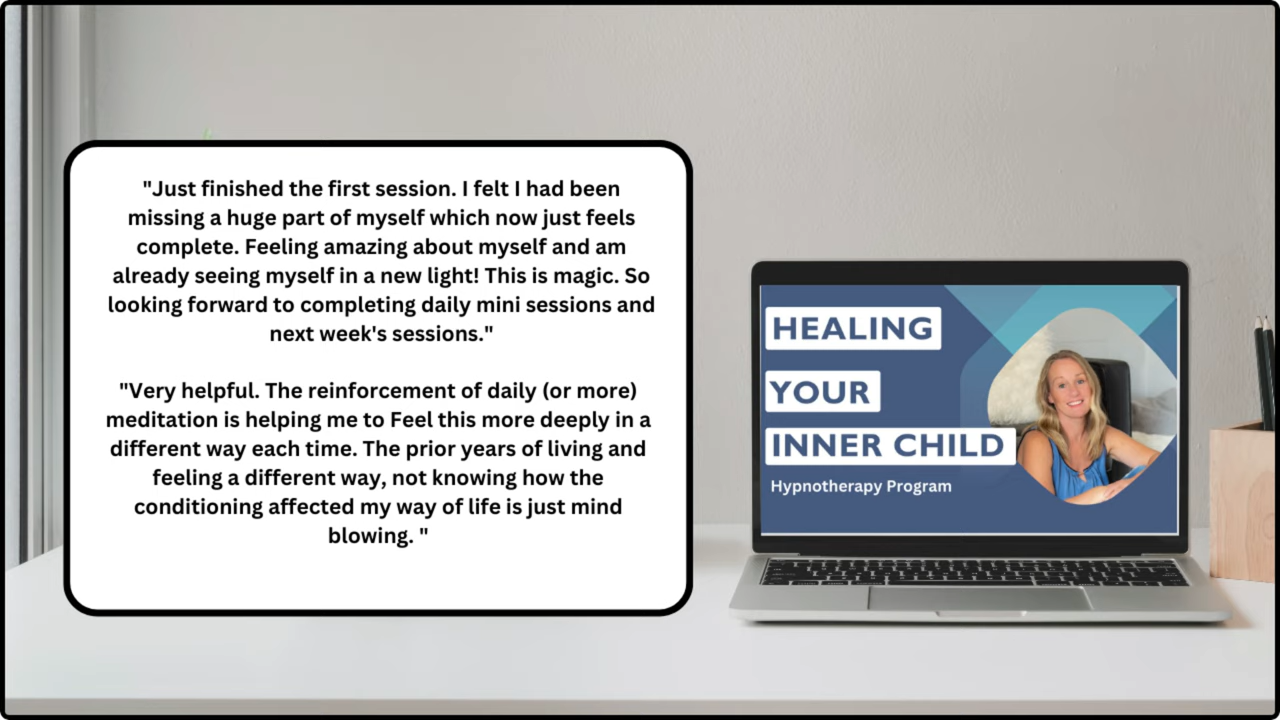 "Just finished the first session. I felt I had been
missing a huge part of myself which now just feels
complete. Feeling amazing about myself and am
already seeing myself in a new light! This is magic. So
looking forward to completing daily mini sessions and
next week's sessions."
"Very helpful. The reinforcement of daily (or more)
meditation is helping me to Feel this more deeply in a
different way each time. The prior years of living and
feeling a different way, not knowing how the
conditioning affected my way of life is just mind
blowing. "
HEALING
YOUR
INNER CHILD
Hypnotherapy Program